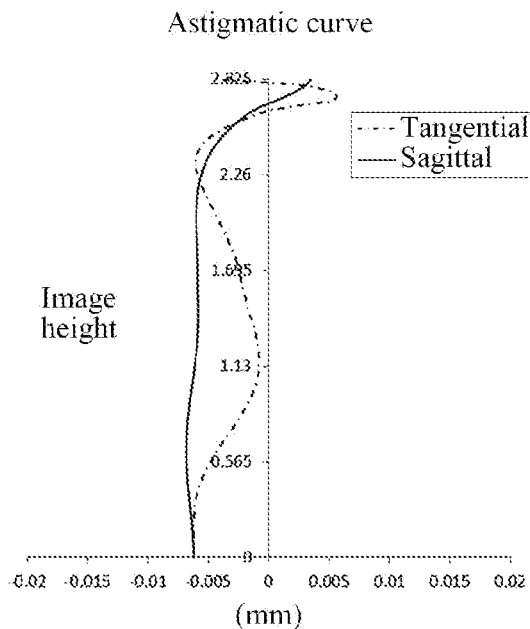 Astigmatic curve
2.825
Tangential
Sagittal
2.26
1.695
Image
height
1.13
0.565
0
-0.02 -0.015 -0.01 -0.005 0 0.005 0.01 0.015 0.02
(mm)